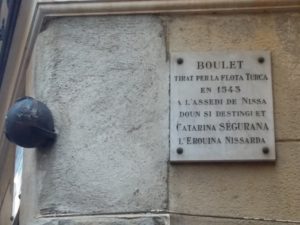 BOULET
TIRAT PER LA FLOTA TURCA
EN 1543
A L'ASSEDI DE NISSA
DOUN SI DESTINGUET
CATARINA SEGURANA
L'EROUINA NISSARDA